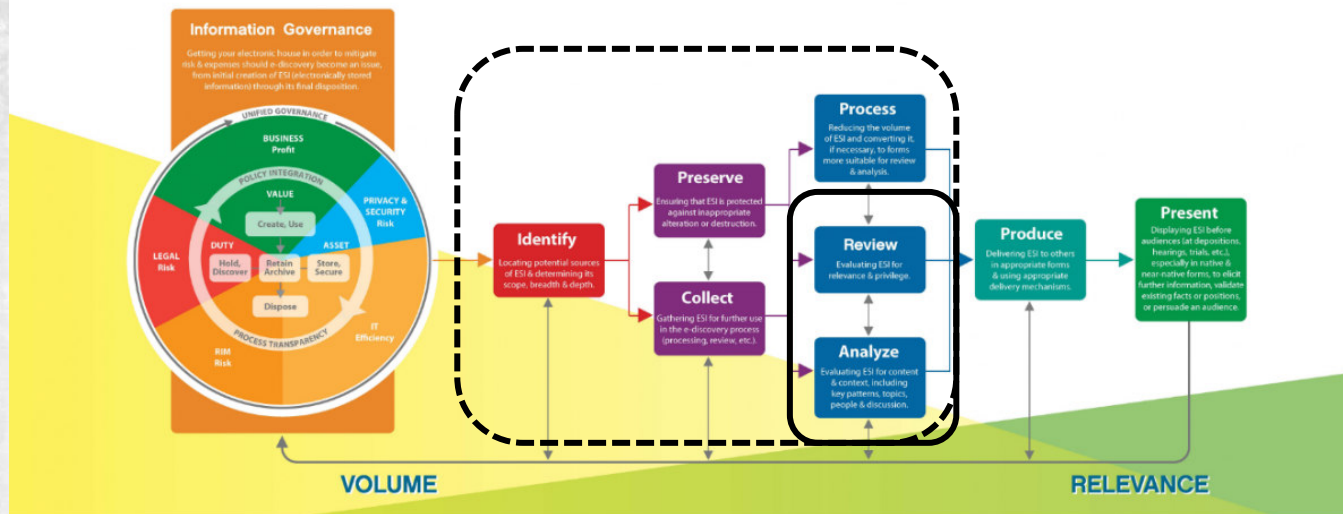 Information Governance
Getting your electronic house in order to mitigate
risk & expenses should e-discovery become an issue,
from initial creation of ESI (electronically stored
information) through its final disposition.
UNIFIED GOVERNANCE
BUSINESS
Profit
POLICY INTEGRATION
VALUE
Create, Use
PRIVACY &
SECURITY
Risk
LEGAL
Risk
DUTY
Hold,
Discover
Retain
Archive
ASSET
Store,
Secure
Dispose
PROCESS TRANSPARENCY
RIM
Risk
IT
Efficiency
Identify
Locating potential sources
of ESI & determining its
scope, breadth & depth.
Preserve
Ensuring that ESI is protected
against inappropriate
alteration or destruction.
Collect
Gathering ESI for further use
in the e-discovery process
(processing, review, etc.).
Process
Reducing the volume
of ESI and converting it,
if necessary, to forms
more suitable for review
& analysis.
Review
Evaluating ESI for
relevance & privilege.
Analyze
Evaluating ESI for content
& context, including
key patterns, topics,
people & discussion.
Produce
Delivering ESI to others
in appropriate forms
& using appropriate
delivery mechanisms.
Present
Displaying ESI before
audiences (at depositions,
hearings, trials, etc.),
especially in native &
near-native forms, to elicit
further information, validate
existing facts or positions,
or persuade an audience.
VOLUME
RELEVANCE